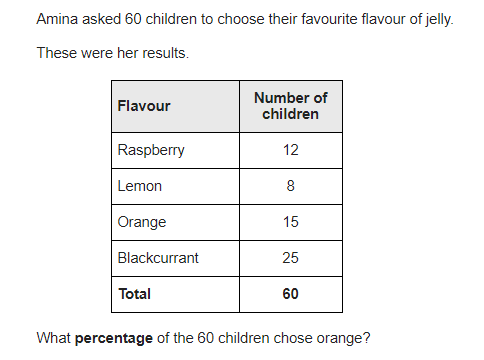 Amina asked 60 children to choose their favourite flavour of jelly.
These were her results.
Flavour Number of children
Raspberry 12
Lemon 8
Orange 15
Blackcurrant 25
Total 60
What percentage of the 60 children chose orange?